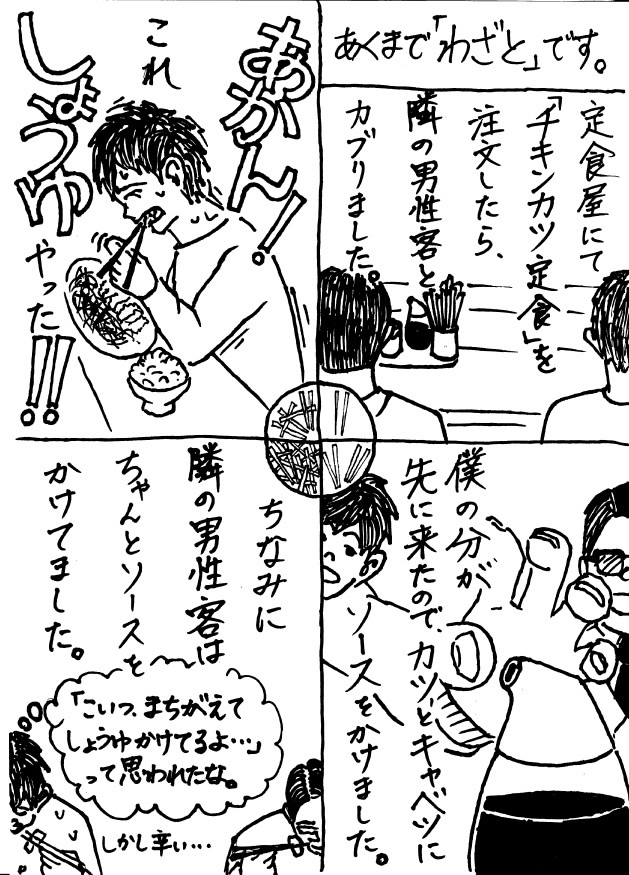 あくまで「わざと」です。
定食屋にて
「チキンカツ定食」を
注文したら、
隣の男性客と
カブりました。
僕の分が
先に来たので、カツとキャベツに
ソースをかけました。
あかん!
これ
しょうゆ
やった!!
ちなみに
隣の男性客は
ちゃんとソースを
かけてました。
「こいつ、まちがえて
しょうゆかけてるよ…」
って思われたな。
しかし辛い…